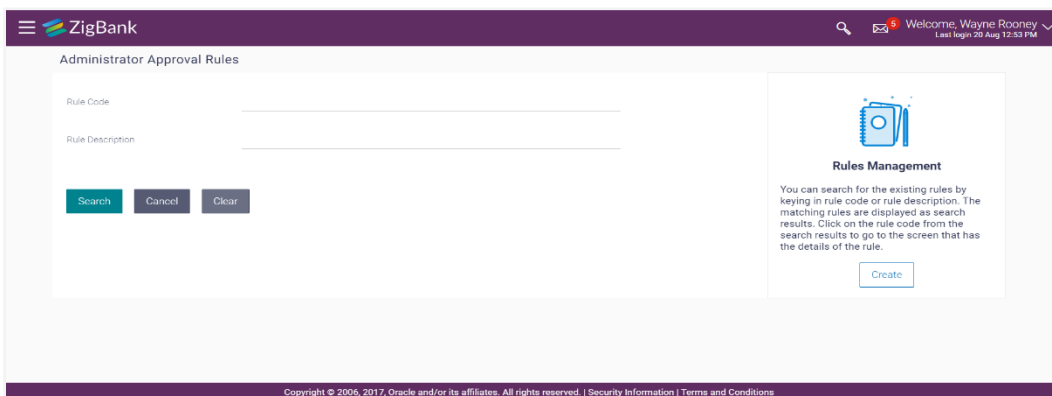 ZigBank
5
Welcome, Wayne Rooney
Last login 20 Aug 12:53 PM
Administrator Approval Rules
Rule Code
Rule Description
Search Cancel Clear
Rules Management
You can search for the existing rules by
keying in rule code or rule description. The
matching rules are displayed as search
results. Click on the rule code from the
search results to go to the screen that has
the details of the rule.
Create
Copyright © 2006, 2017, Oracle and/or its affiliates. All rights reserved. | Security Information | Terms and Conditions